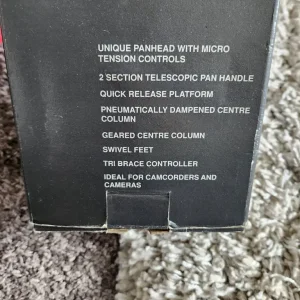 UNIQUE PANHEAD WITH MICRO
TENSION CONTROLS
2 SECTION TELESCOPIC PAN HANDLE
QUICK RELEASE PLATFORM
PNEUMATICALLY DAMPENED CENTRE
COLUMN
GEARED CENTRE COLUMN
SWIVEL FEET
TRI BRACE CONTROLLER
IDEAL FOR CAMCORDERS AND
CAMERAS